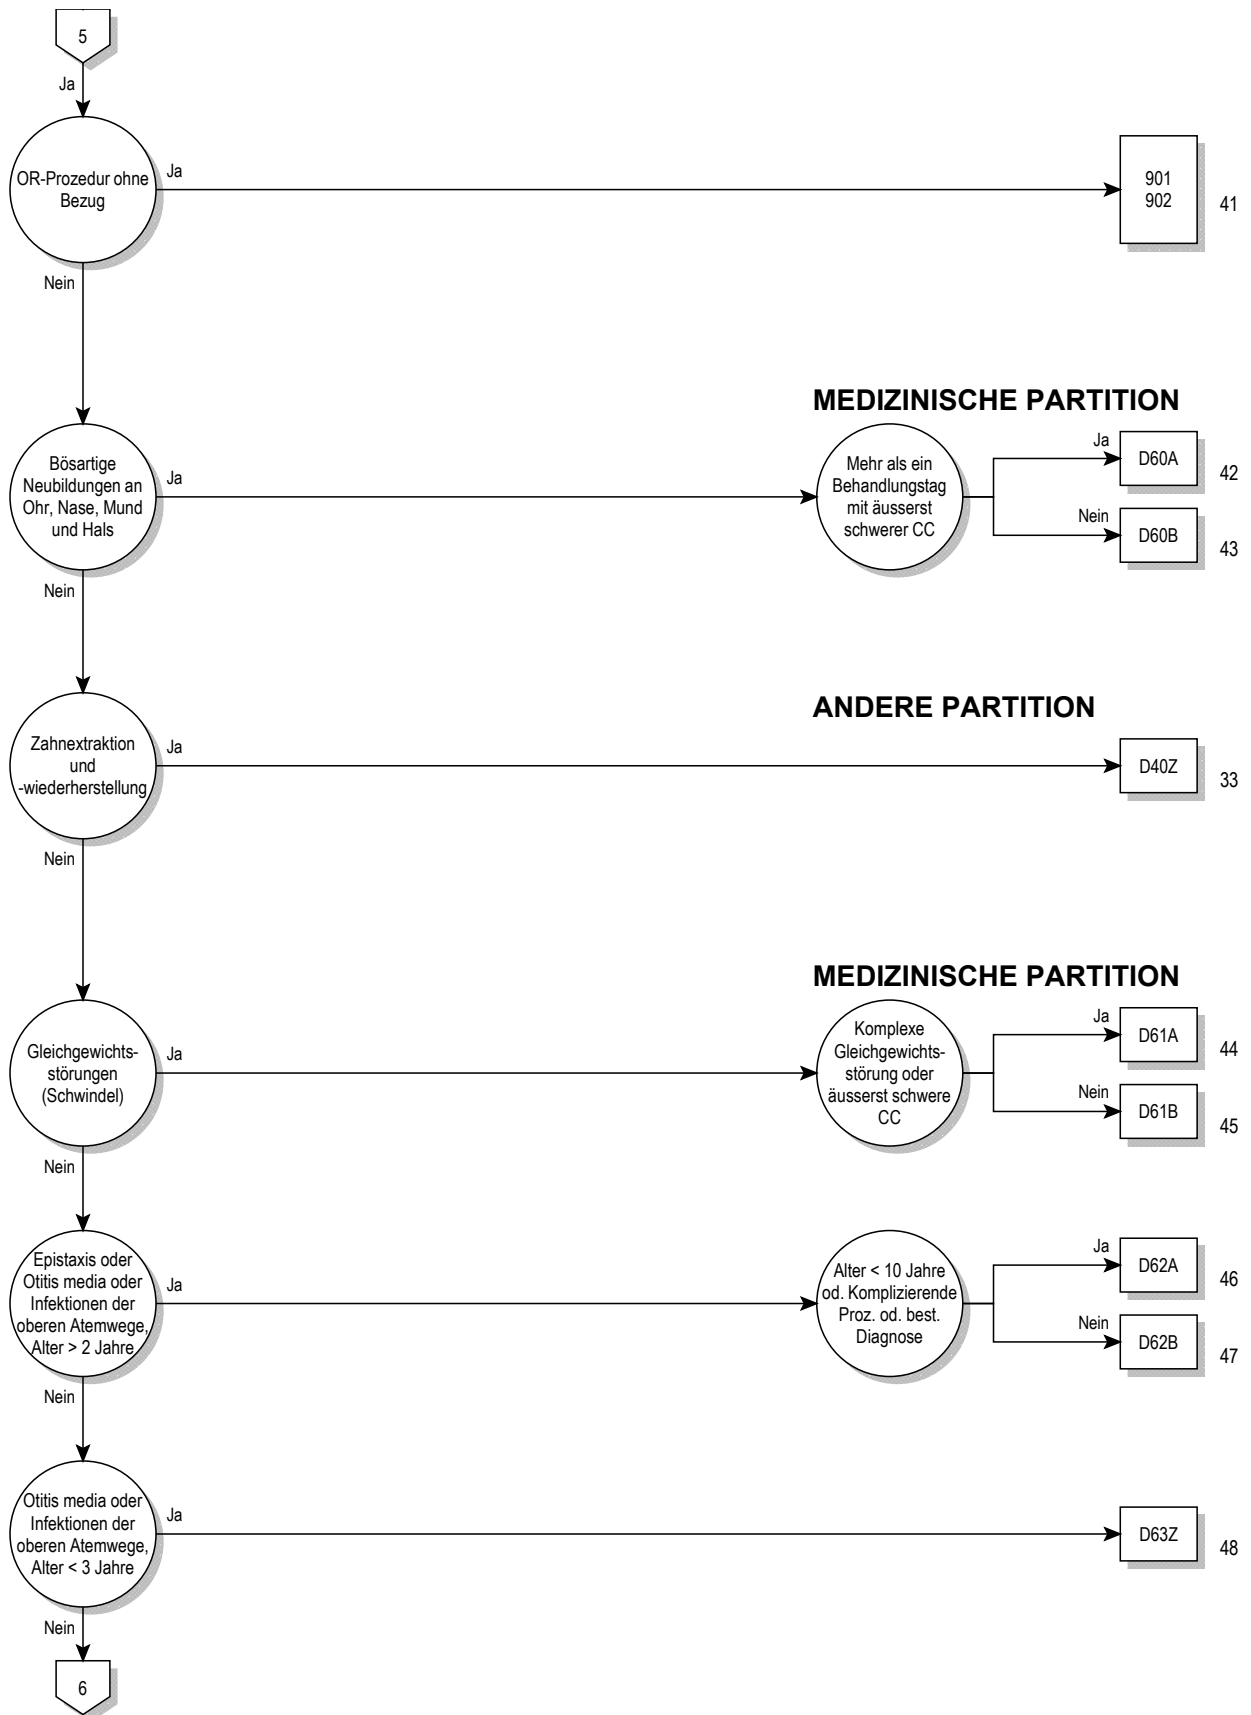 5
Ja
OR-Prozedur ohne
Bezug
Ja
901
902
41
Nein
MEDIZINISCHE PARTITION
Bösartige
Neubildungen an
Ohr, Nase, Mund
und Hals
Ja
Mehr als ein
Behandlungstag
mit äusserst
schwerer CC
Ja
D60A
42
Nein
D60B
43
Nein
ANDERE PARTITION
Zahnextraktion
und
-wiederherstellung
Ja
D40Z
33
Nein
MEDIZINISCHE PARTITION
Gleichgewichts-
störungen
(Schwindel)
Ja
Komplexe
Gleichgewichts-
störung oder
äusserst schwere
CC
Ja
D61A
44
Nein
D61B
45
Nein
Epistaxis oder
Otitis media oder
Infektionen der
oberen Atemwege,
Alter > 2 Jahre
Ja
Alter < 10 Jahre
od. Komplizierende
Proz. od. best.
Diagnose
Ja
D62A
46
Nein
D62B
47
Nein
Otitis media oder
Infektionen der
oberen Atemwege,
Alter < 3 Jahre
Ja
D63Z
48
Nein
6